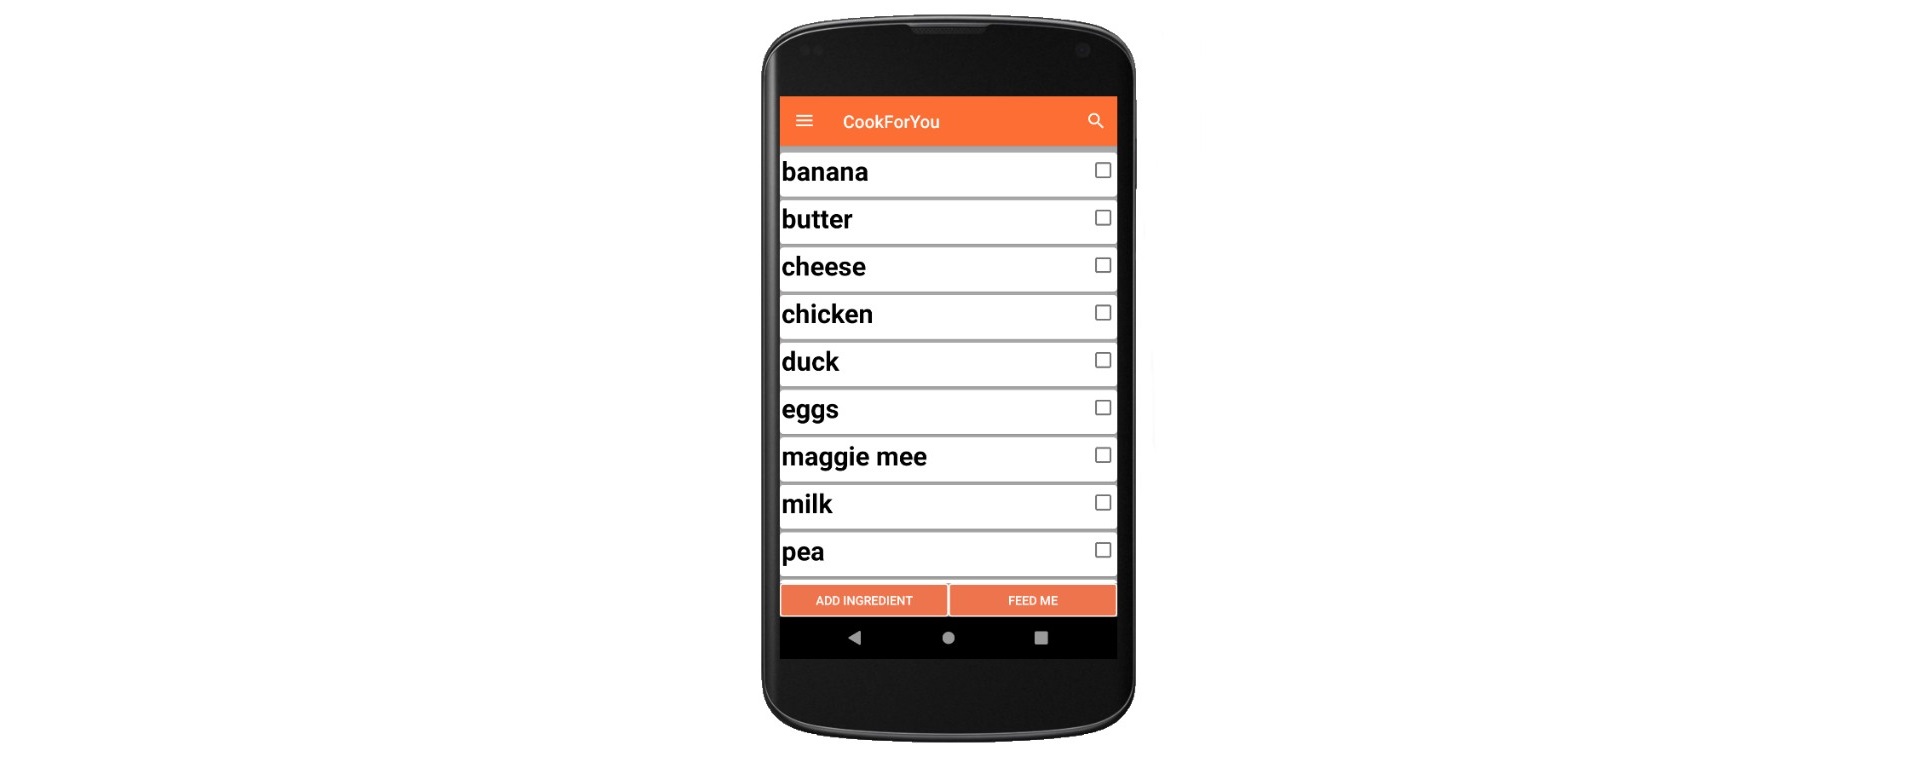 CookForYou
banana
butter
cheese
chicken
duck
eggs
maggie mee
milk
pea
ADD INGREDIENT
FEED ME